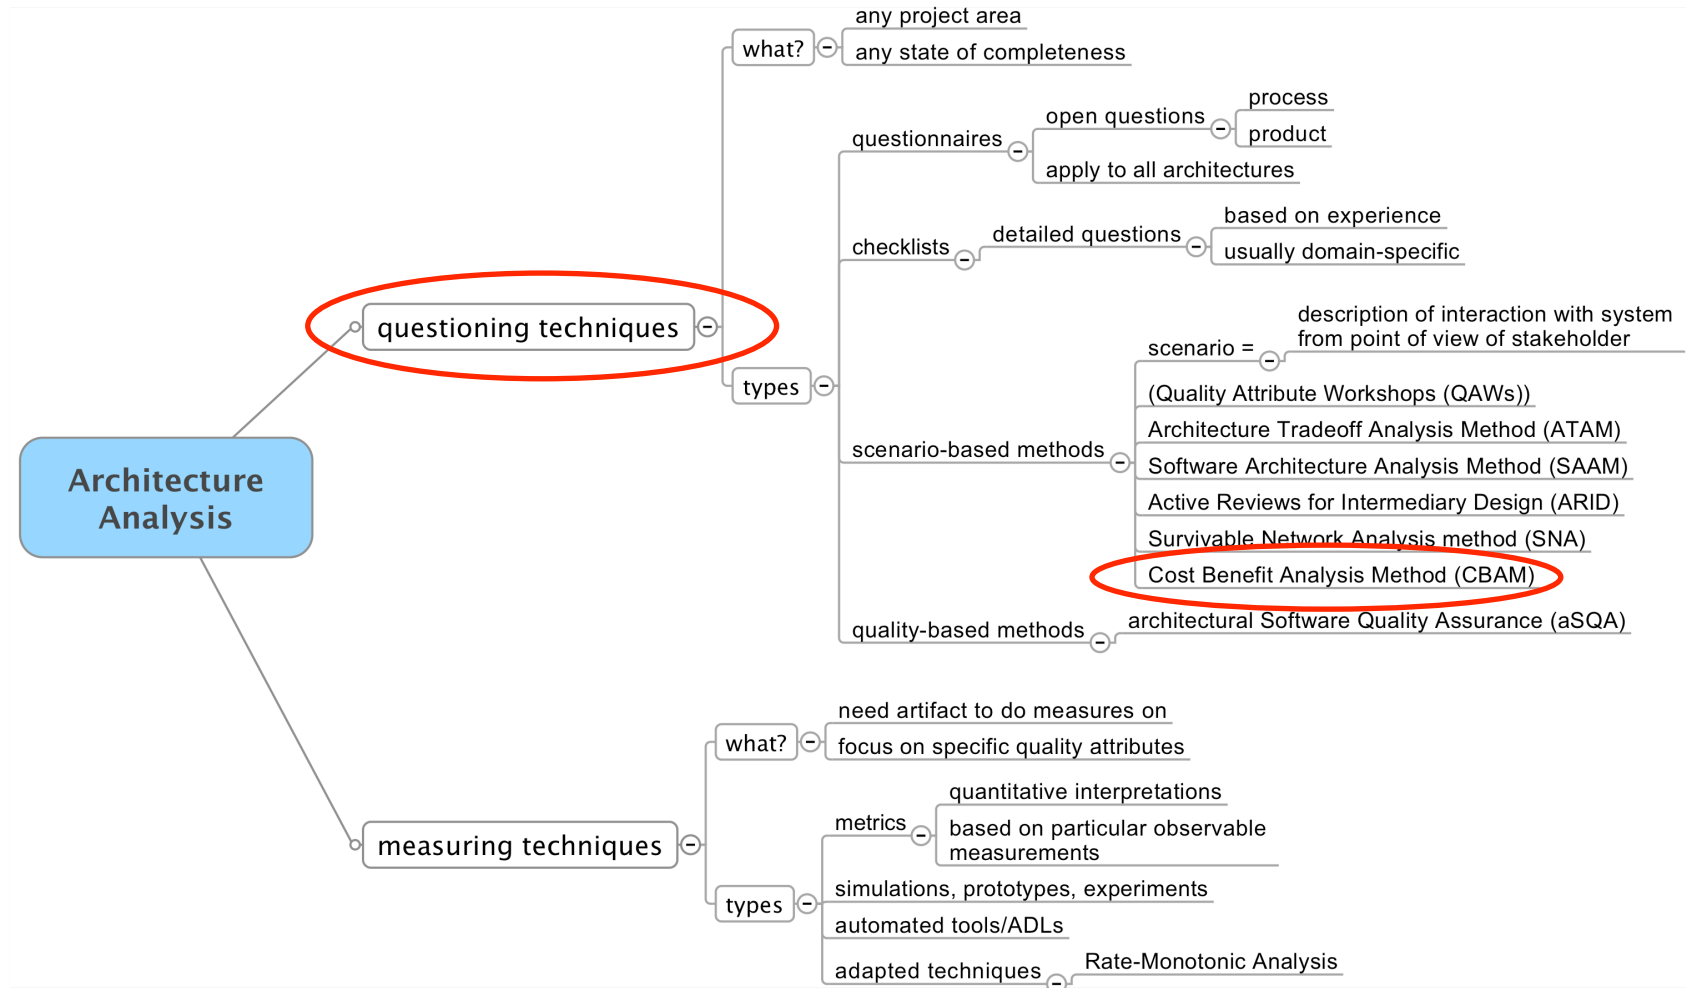 Architecture
Analysis
questioning techniques
what?
any project area
any state of completeness
types
questionnaires
open questions
process
product
apply to all architectures
checklists
detailed questions
based on experience
usually domain-specific
scenario-based methods
scenario =
description of interaction with system
from point of view of stakeholder
(Quality Attribute Workshops (QAWs))
Architecture Tradeoff Analysis Method (ATAM)
Software Architecture Analysis Method (SAAM)
Active Reviews for Intermediary Design (ARID)
Survivable Network Analysis method (SNA)
Cost Benefit Analysis Method (CBAM)
quality-based methods
architectural Software Quality Assurance (aSQA)
measuring techniques
what?
need artifact to do measures on
focus on specific quality attributes
types
metrics
quantitative interpretations
based on particular observable
measurements
simulations, prototypes, experiments
automated tools/ADLs
adapted techniques
Rate-Monotonic Analysis